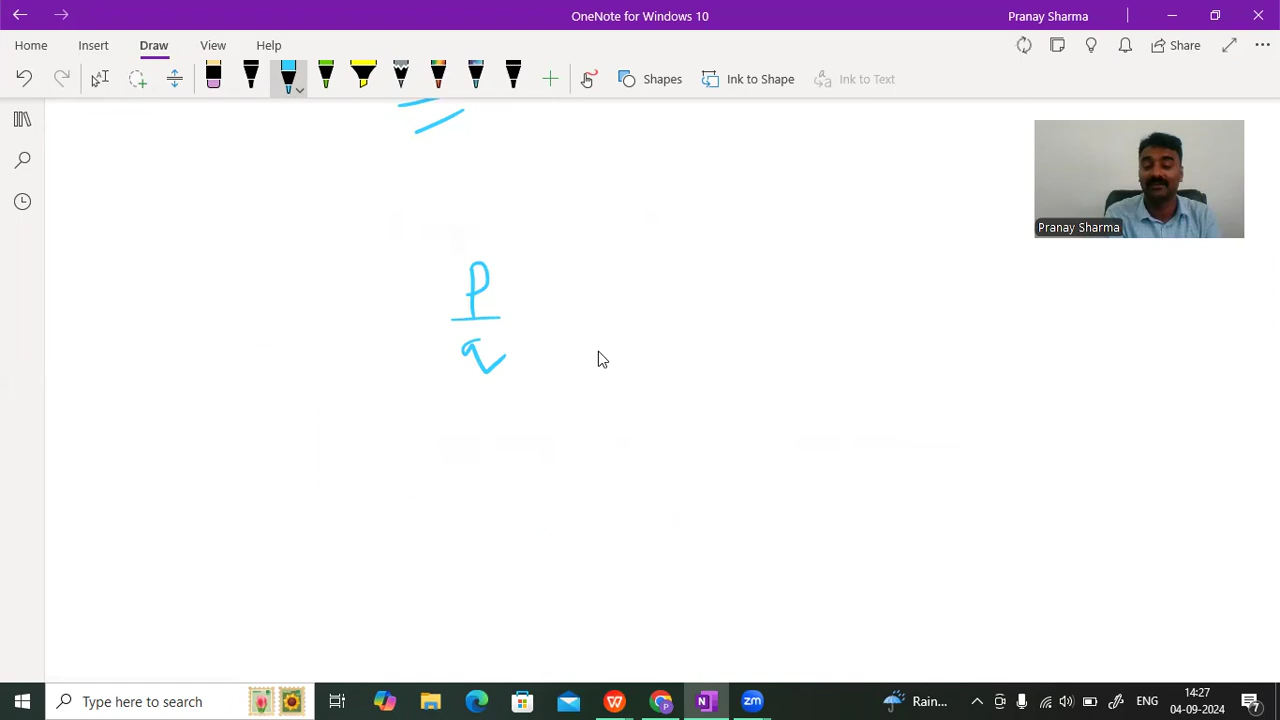 OneNote for Windows 10
Pranay Sharma
Home Insert Draw View Help
Share
Shapes Ink to Shape Ink to Text
Pranay Sharma
P
q
Type here to search
Rain...
ENG
14:27
04-09-2024
7